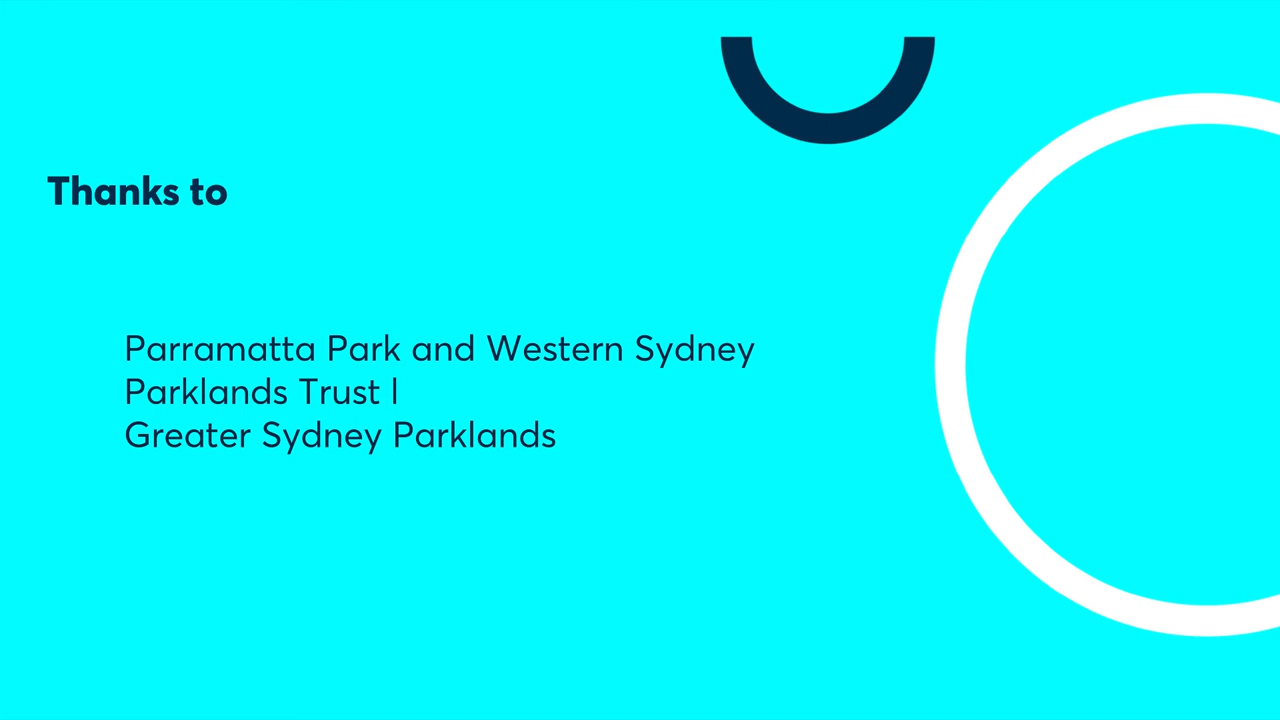 Thanks to
Parramatta Park and Western Sydney
Parklands Trust l
Greater Sydney Parklands